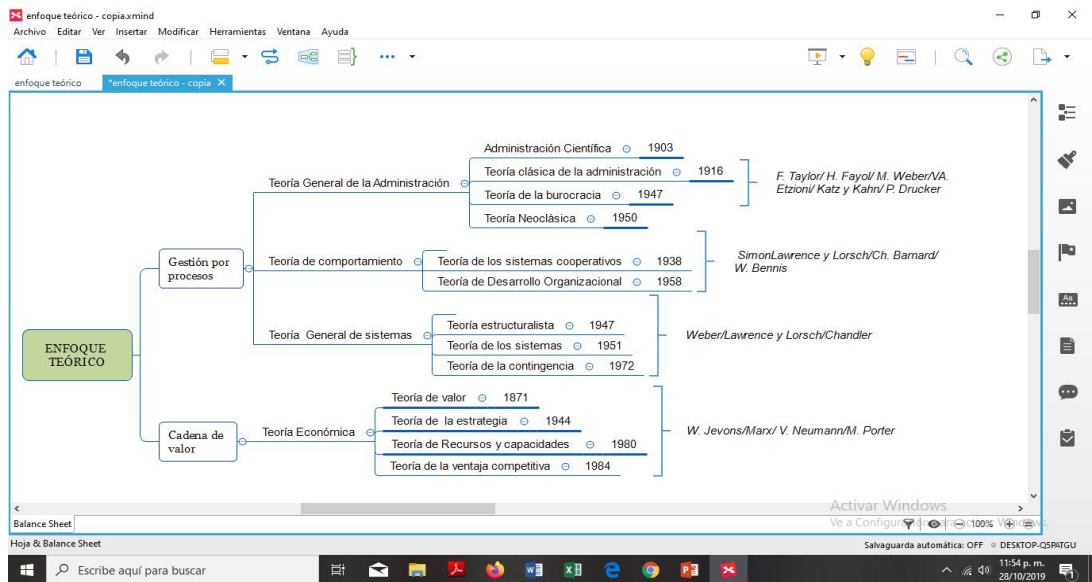 enfoque teórico - copia.xmind
Archivo Editar Ver Insertar Modificar Herramientas Ventana Ayuda
enfoque teórico
*enfoque teórico - copia
Administración Científica 1903
Teoría clásica de la administración 1916
Teoría General de la Administración
Teoría de la burocracia 1947
Teoría Neoclásica 1950
F. Taylor/ H. Fayol/ M. Weber/VA.
Etzioni/ Katz y Kahn/ P. Drucker
Gestión por
procesos
Teoría de comportamiento
Teoría de los sistemas cooperativos 1938
Teoría de Desarrollo Organizacional 1958
SimonLawrence y Lorsch/Ch. Barnard/
W. Bennis
Teoría General de sistemas
Teoría estructuralista 1947
Teoría de los sistemas 1951
Teoría de la contingencia 1972
Weber/Lawrence y Lorsch/Chandler
ENFOQUE
TEÓRICO
Cadena de
valor
Teoría Económica
Teoría de valor 1871
Teoría de la estrategia 1944
Teoría de Recursos y capacidades 1980
Teoría de la ventaja competitiva 1984
W. Jevons/Marx/ V. Neumann/M. Porter
Activar Windows
Ve a Configuración para activar Windows.
Balance Sheet
100%
Hoja & Balance Sheet
Salvaguarda automática: OFF
DESKTOP-Q5PATGU
Escribe aquí para buscar
11:54 p. m.
28/10/2019